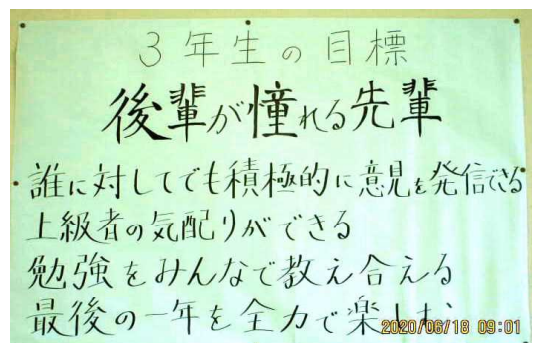 3年生の目標
後輩が憧れる先輩
誰に対してでも積極的に意見を発信できる
上級者の気配りができる
勉強をみんなで教え合える
最後の一年を全力で楽しむ
2020/06/18 09:01